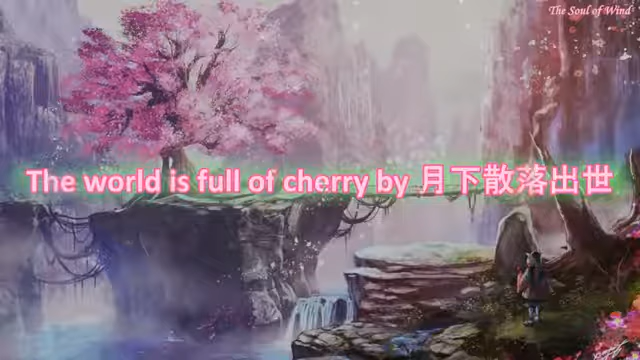 The Soul of Wind
The world is full of cherry by 月下散落出世